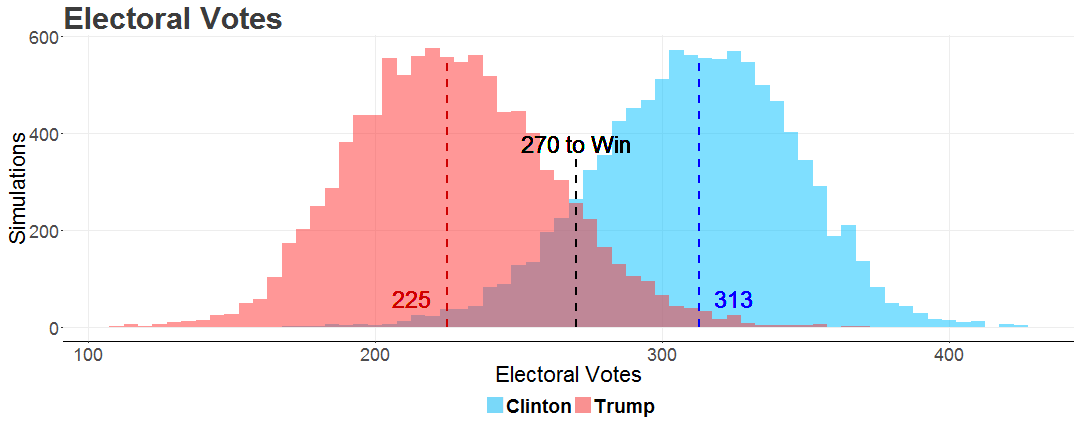 Electoral Votes
600
400
200
0
Simulations
270 to Win
225
313
100 200 300 400
Electoral Votes
Clinton Trump